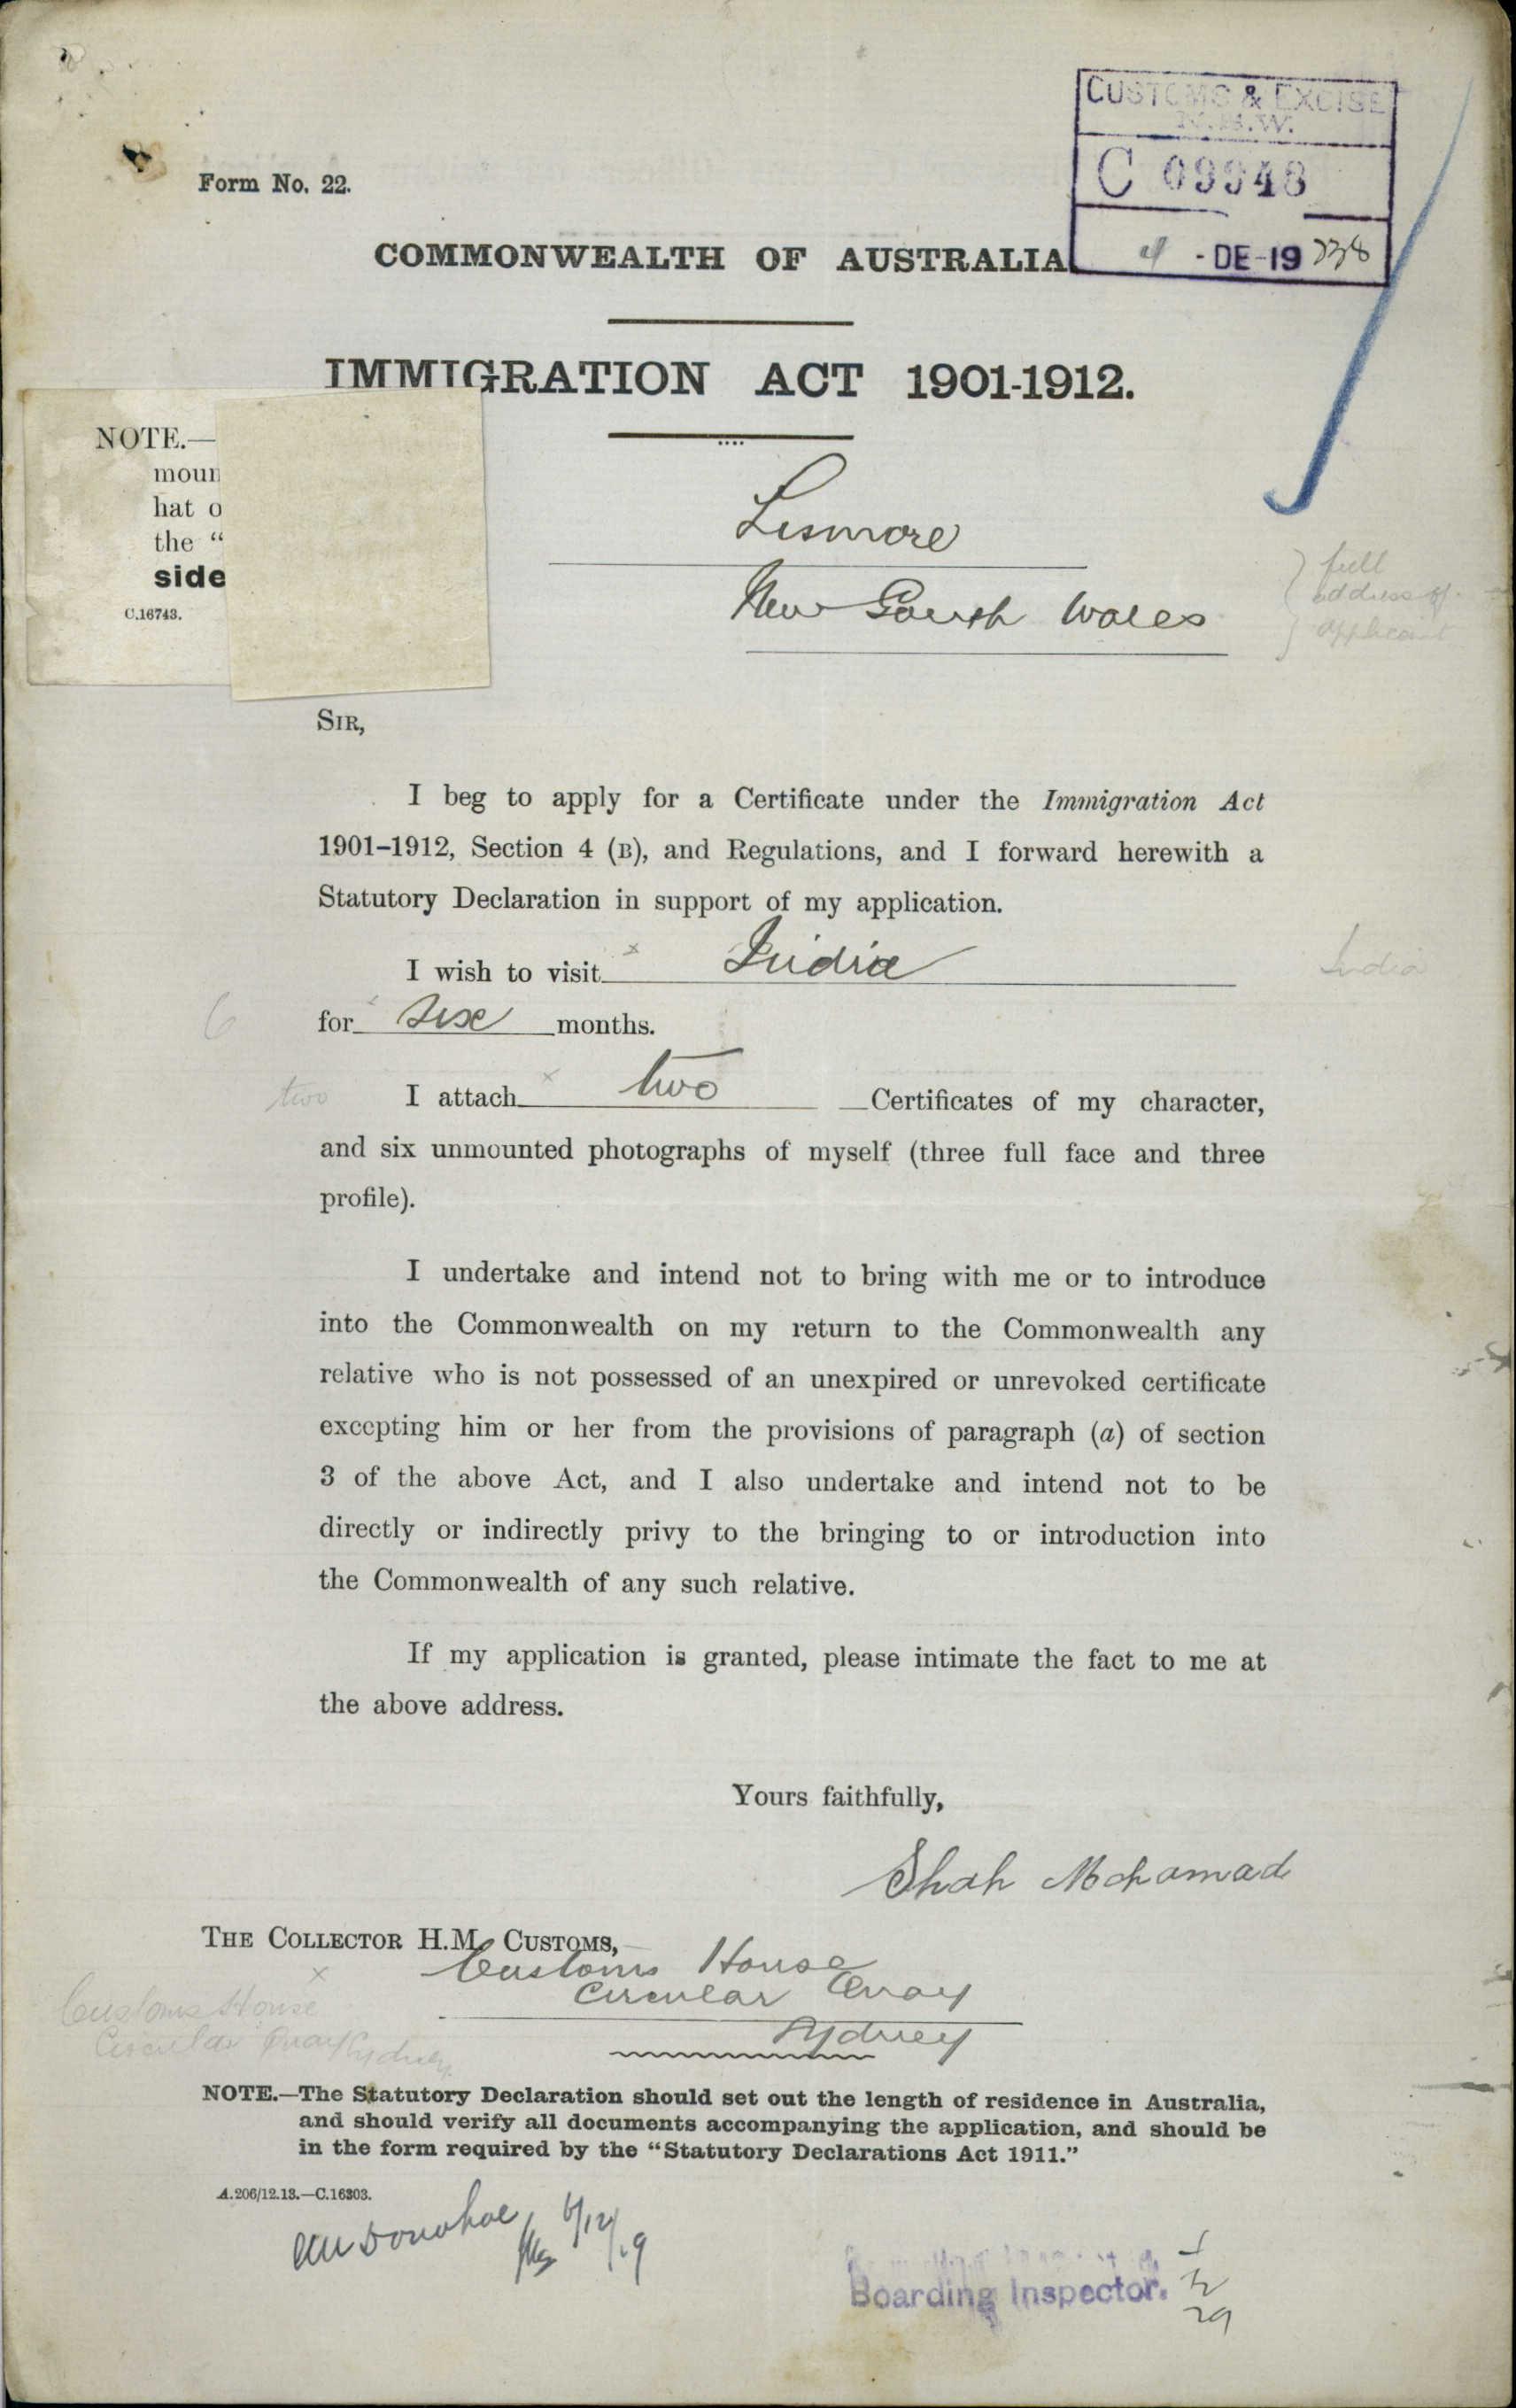 CUSTOMS & EXCISE
N.S.W.
C 09948
4 - DE-19
Form No. 22.
COMMONWEALTH OF AUSTRALIA
IMMIGRATION ACT 1901-1912.
NOTE.—
moun
hat o
the “
side
C.16743.
Lismore
New South Wales
full
address of
applicant
SIR,
I beg to apply for a Certificate under the Immigration Act
1901–1912, Section 4 (B), and Regulations, and I forward herewith a
Statutory Declaration in support of my application.
I wish to visit x India
India
6
for six months.
two
I attach x two Certificates of my character,
and six unmounted photographs of myself (three full face and three
profile).
I undertake and intend not to bring with me or to introduce
into the Commonwealth on my return to the Commonwealth any
relative who is not possessed of an unexpired or unrevoked certificate
excepting him or her from the provisions of paragraph (a) of section
3 of the above Act, and I also undertake and intend not to be
directly or indirectly privy to the bringing to or introduction into
the Commonwealth of any such relative.
If my application is granted, please intimate the fact to me at
the above address.
Yours faithfully,
Shah Mohamad
THE COLLECTOR H.M. CUSTOMS,
Customs House
Circular Quay
Sydney
x
Customs House
Circular Quay Sydney
NOTE.—The Statutory Declaration should set out the length of residence in Australia,
and should verify all documents accompanying the application, and should be
in the form required by the “Statutory Declarations Act 1911.”
A.206/12.13.—C.16303.
Donohoe 6/12/19
Boarding Inspector.